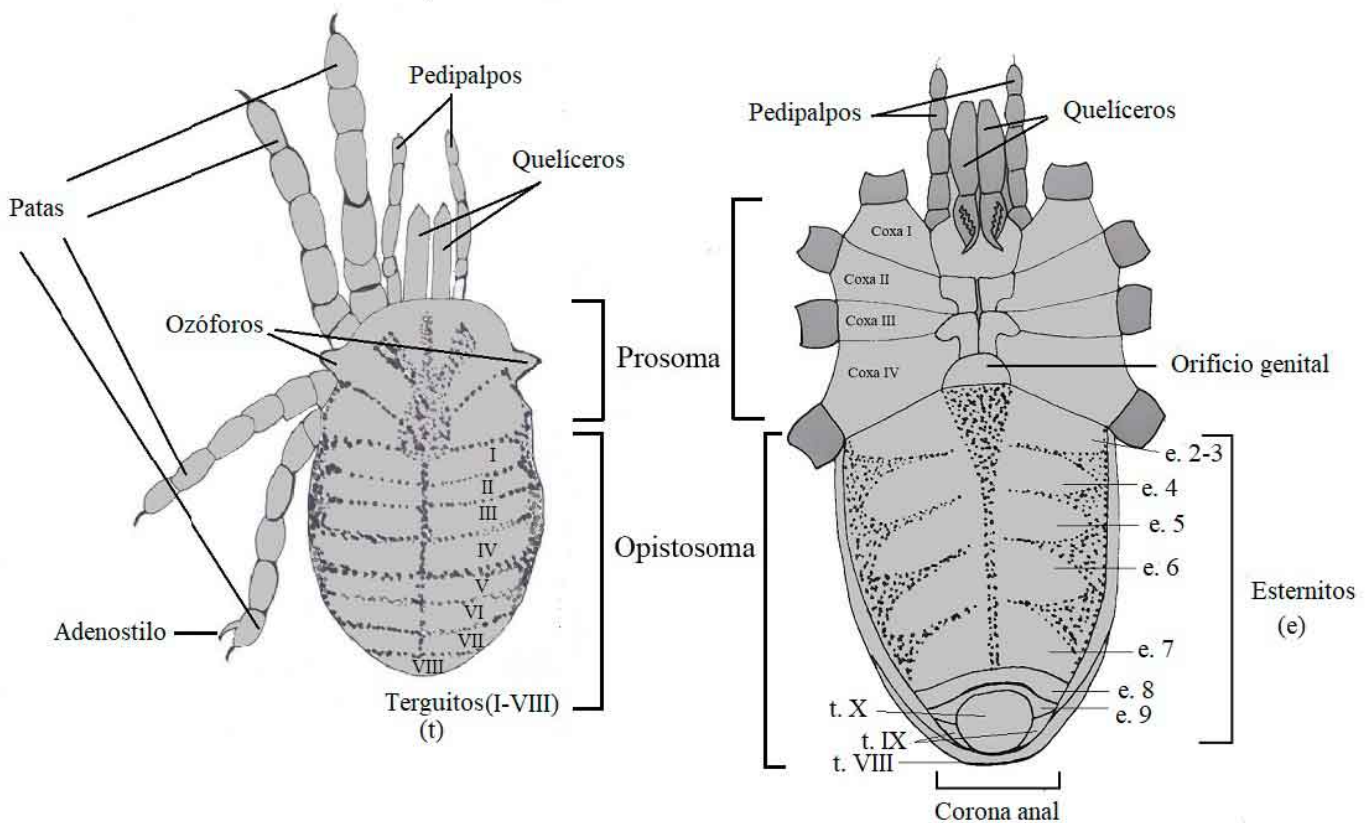 Pedipalpos
Quelíceros
Patas
Ozóforos
Prosoma
I
II
III
IV
V
VI
VII
VIII
Opistosoma
Adenostilo
Terguitos (I-VIII)
(t)
Pedipalpos
Quelíceros
Coxa I
Coxa II
Coxa III
Coxa IV
Orificio genital
e. 2-3
e. 4
e. 5
e. 6
e. 7
e. 8
e. 9
Esternitos
(e)
t. X
t. IX
t. VIII
Corona anal